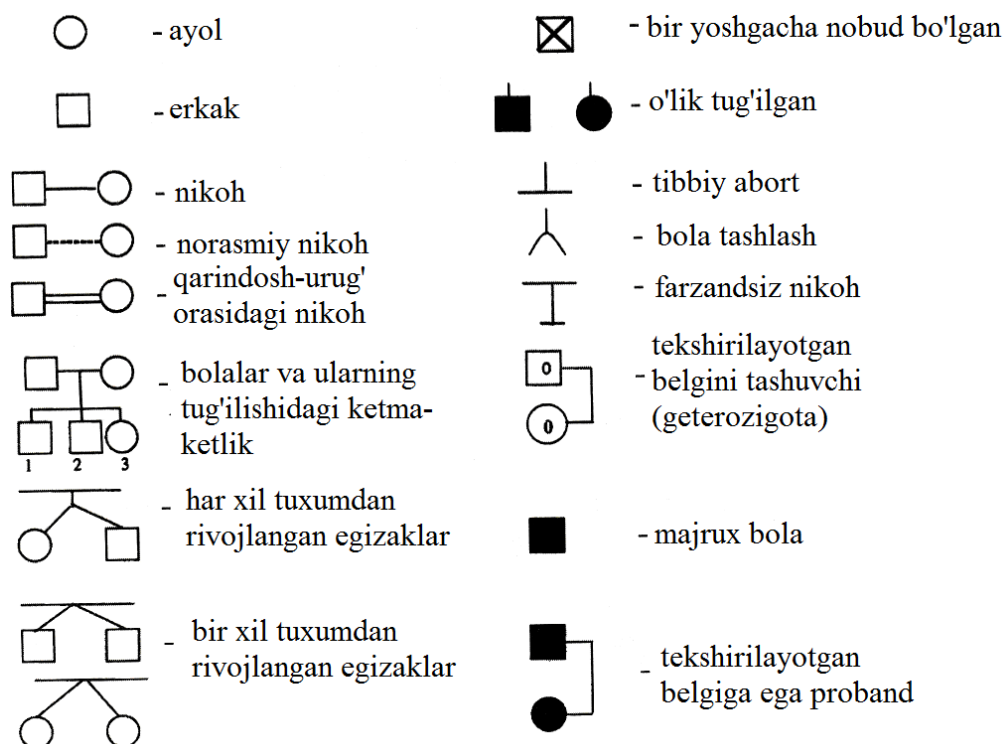 - ayol
- erkak
- nikoh
- norasmiy nikoh
- qarindosh-urug'
orasidagi nikoh
- bolalar va ularning
tug'ilishidagi ketma-
ketlik
1 2 3
- har xil tuxumdan
rivojlangan egizaklar
- bir xil tuxumdan
rivojlangan egizaklar
- bir yoshgacha nobud bo'lgan
- o'lik tug'ilgan
- tibbiy abort
- bola tashlash
- farzandsiz nikoh
tekshirilayotgan
- belgini tashuvchi
(geterozigota)
0
0
- majrux bola
- tekshirilayotgan
belgiga ega proband